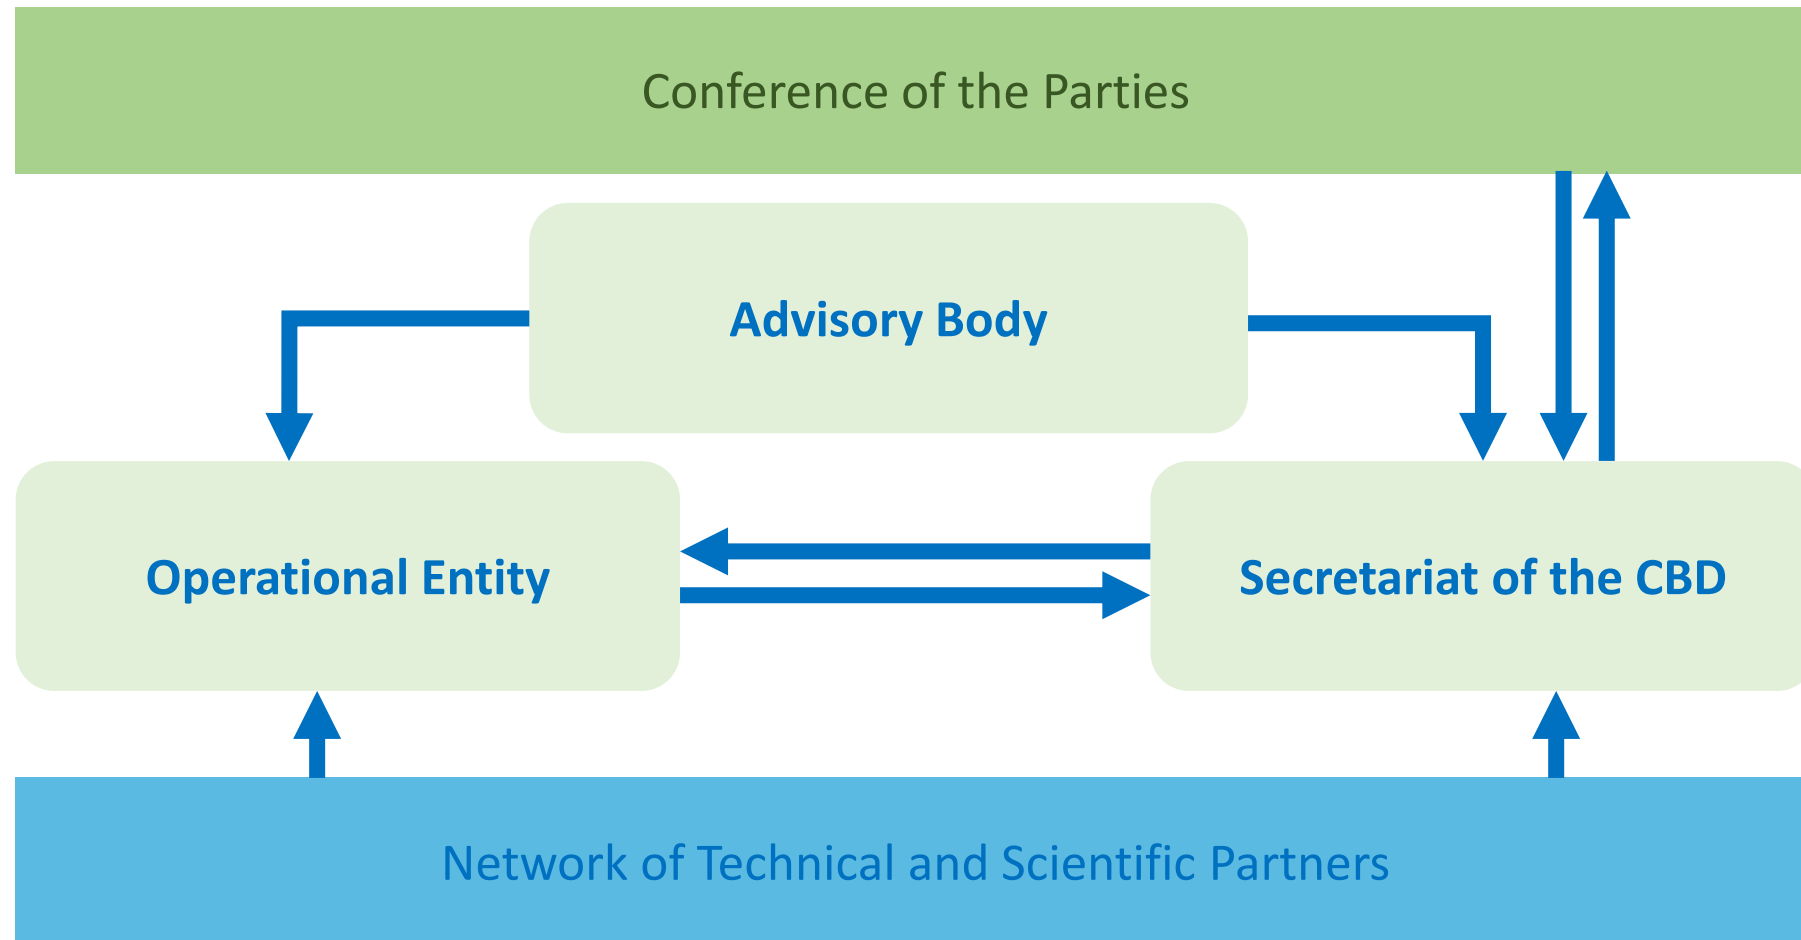 Conference of the Parties
Advisory Body
Operational Entity
Secretariat of the CBD
Network of Technical and Scientific Partners